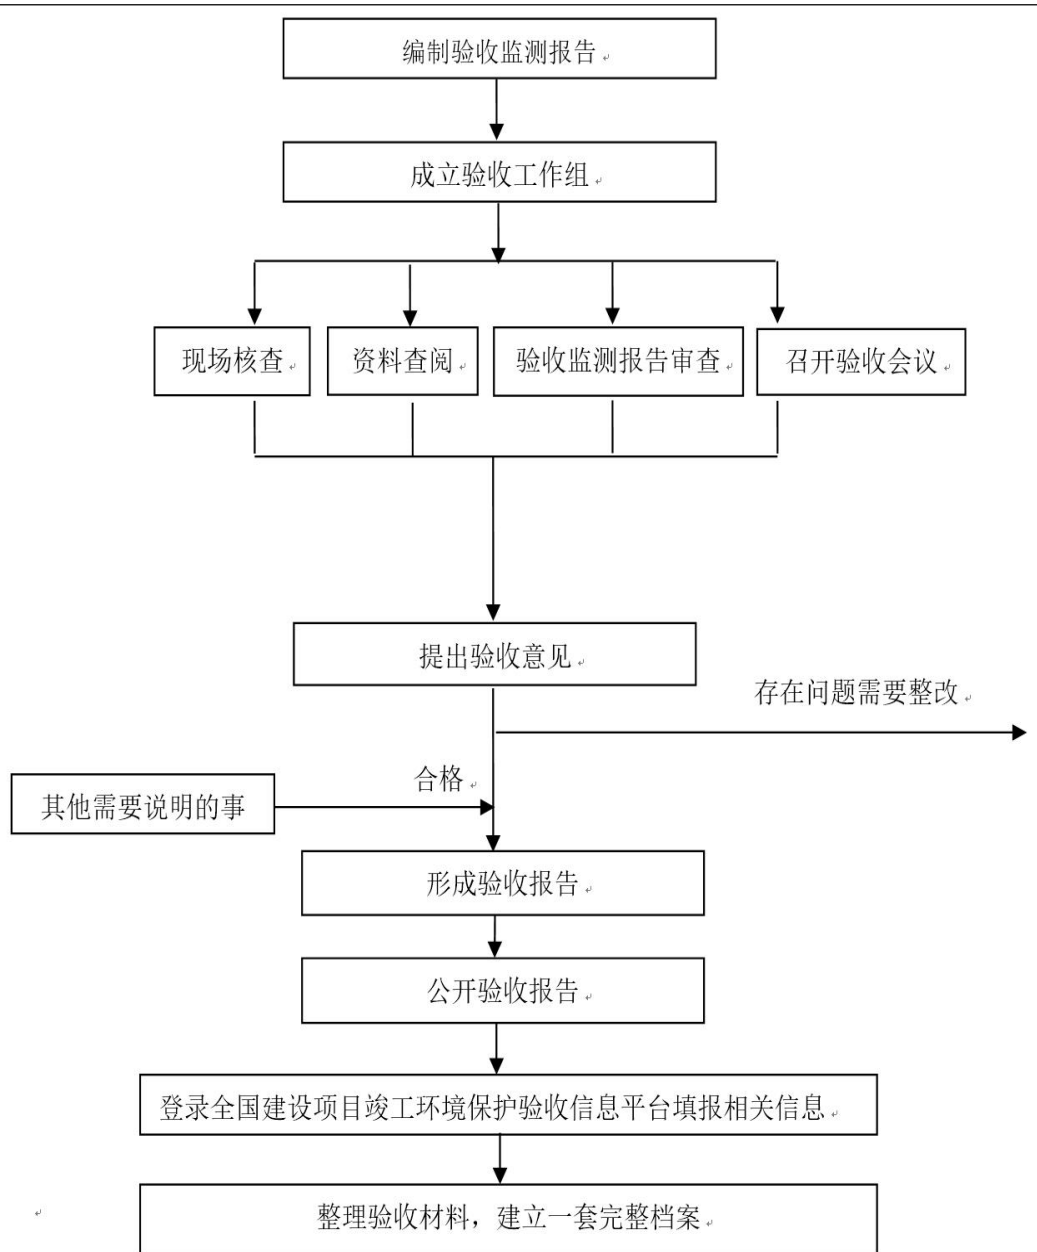 编制验收监测报告
成立验收工作组
现场核查
资料查阅
验收监测报告审查
召开验收会议
提出验收意见
存在问题需要整改
合格
其他需要说明的事
形成验收报告
公开验收报告
登录全国建设项目竣工环境保护验收信息平台填报相关信息
整理验收材料，建立一套完整档案